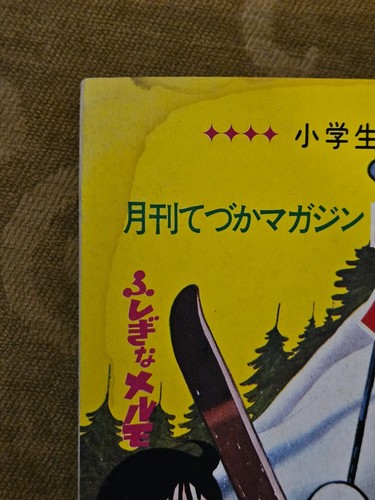 ✦✦✦✦ 小学生
月刊てづかマガジン
ふしぎな
メルモ